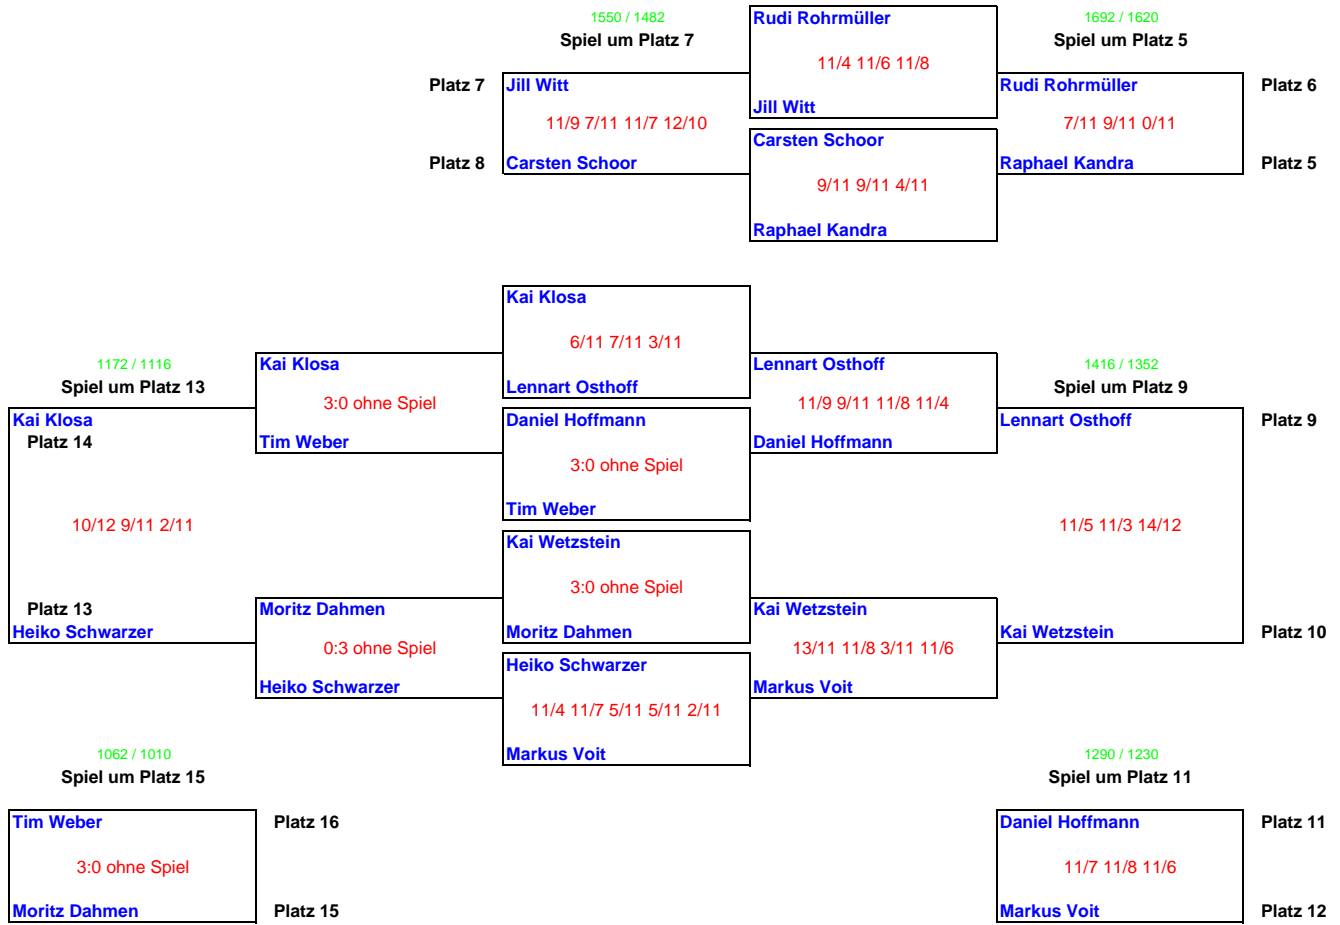 1550 / 1482 Rudi Rohrmüller 1692 / 1620
Spiel um Platz 7 Spiel um Platz 5
11/4 11/6 11/8
Platz 7 Jill Witt Rudi Rohrmüller Platz 6
Jill Witt
11/9 7/11 11/7 12/10 7/11 9/11 0/11
Carsten Schoor
Platz 8 Carsten Schoor Raphael Kandra Platz 5
9/11 9/11 4/11
Raphael Kandra
Kai Klosa
6/11 7/11 3/11
1172 / 1116 Kai Klosa Lennart Osthoff 1416 / 1352
Spiel um Platz 13 Lennart Osthoff Spiel um Platz 9
3:0 ohne Spiel 11/9 9/11 11/8 11/4
Kai Klosa Daniel Hoffmann Lennart Osthoff Platz 9
Platz 14 Tim Weber Daniel Hoffmann
3:0 ohne Spiel
Tim Weber
10/12 9/11 2/11 11/5 11/3 14/12
Kai Wetzstein
3:0 ohne Spiel
Platz 13 Moritz Dahmen Kai Wetzstein
Heiko Schwarzer Moritz Dahmen Kai Wetzstein Platz 10
0:3 ohne Spiel 13/11 11/8 3/11 11/6
Heiko Schwarzer
Heiko Schwarzer Markus Voit
11/4 11/7 5/11 5/11 2/11
1062 / 1010 Markus Voit 1290 / 1230
Spiel um Platz 15 Spiel um Platz 11
Tim Weber Platz 16 Daniel Hoffmann Platz 11
3:0 ohne Spiel 11/7 11/8 11/6
Moritz Dahmen Platz 15 Markus Voit Platz 12